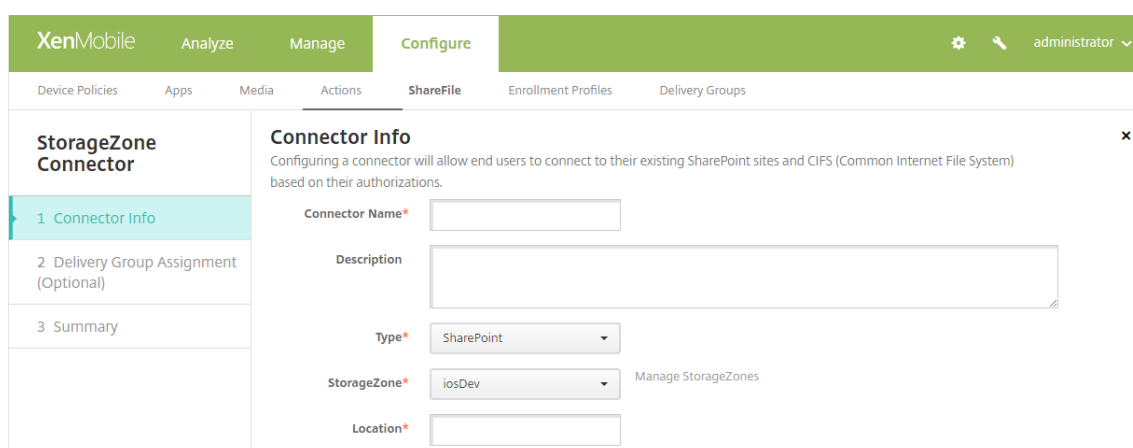 XenMobile Analyze Manage Configure administrator
Device Policies Apps Media Actions ShareFile Enrollment Profiles Delivery Groups
StorageZone
Connector
1 Connector Info
2 Delivery Group Assignment
(Optional)
3 Summary
Connector Info
Configuring a connector will allow end users to connect to their existing SharePoint sites and CIFS (Common Internet File System)
based on their authorizations.
Connector Name*
Description
Type* SharePoint
StorageZone* iosDev Manage StorageZones
Location*